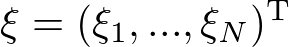 ξ = (ξ₁, ..., ξ_N)ᵀ